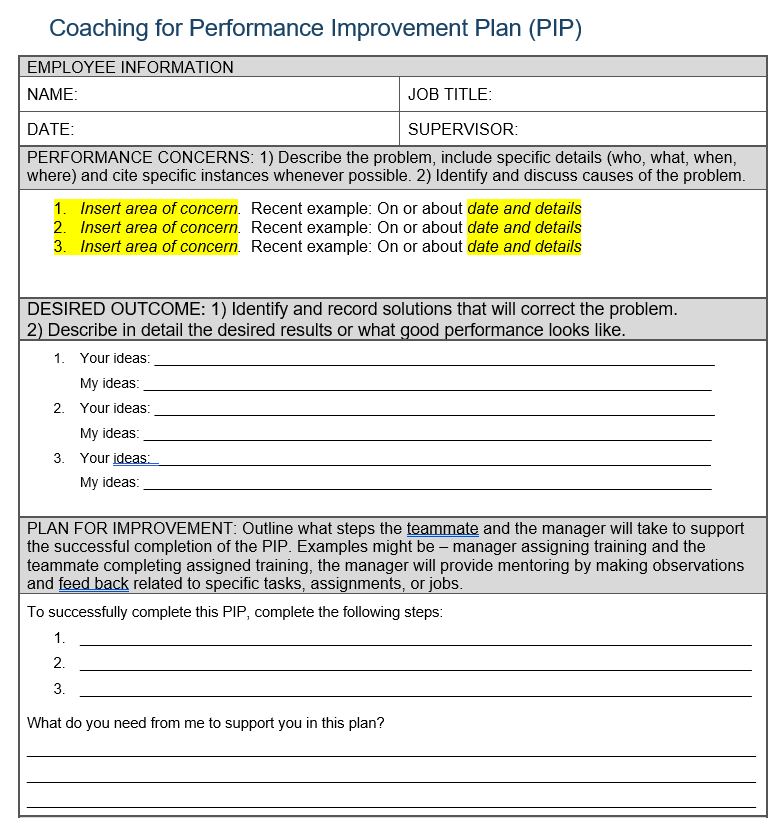 Coaching for Performance Improvement Plan (PIP)
EMPLOYEE INFORMATION
NAME:
JOB TITLE:
DATE:
SUPERVISOR:
PERFORMANCE CONCERNS: 1) Describe the problem, include specific details (who, what, when,
where) and cite specific instances whenever possible. 2) Identify and discuss causes of the problem.
1. Insert area of concern. Recent example: On or about date and details
2. Insert area of concern. Recent example: On or about date and details
3. Insert area of concern. Recent example: On or about date and details
DESIRED OUTCOME: 1) Identify and record solutions that will correct the problem.
2) Describe in detail the desired results or what good performance looks like.
1. Your ideas:
My ideas:
2. Your ideas:
My ideas:
3. Your ideas:
My ideas:
PLAN FOR IMPROVEMENT: Outline what steps the teammate and the manager will take to support
the successful completion of the PIP. Examples might be – manager assigning training and the
teammate completing assigned training, the manager will provide mentoring by making observations
and feed back related to specific tasks, assignments, or jobs.
To successfully complete this PIP, complete the following steps:
1.
2.
3.
What do you need from me to support you in this plan?